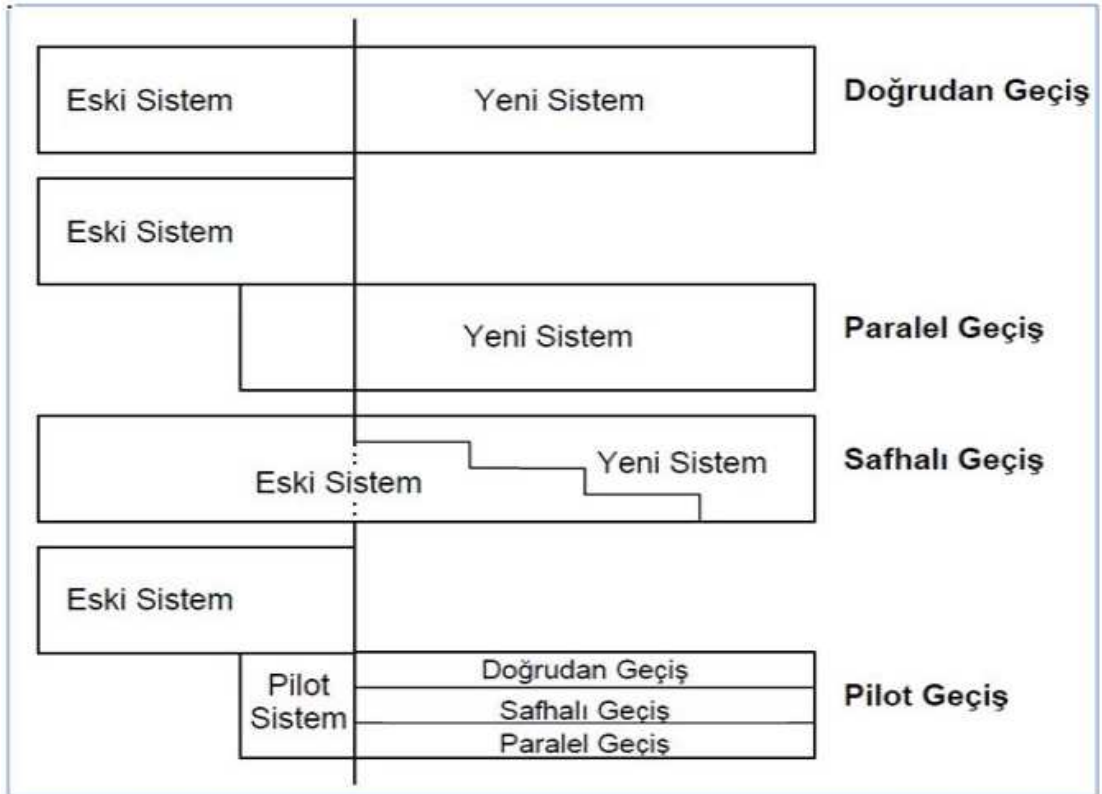 Eski Sistem
Yeni Sistem
Doğrudan Geçiş
Eski Sistem
Yeni Sistem
Paralel Geçiş
Eski Sistem
Yeni Sistem
Safhalı Geçiş
Eski Sistem
Pilot
Sistem
Doğrudan Geçiş
Safhalı Geçiş
Paralel Geçiş
Pilot Geçiş